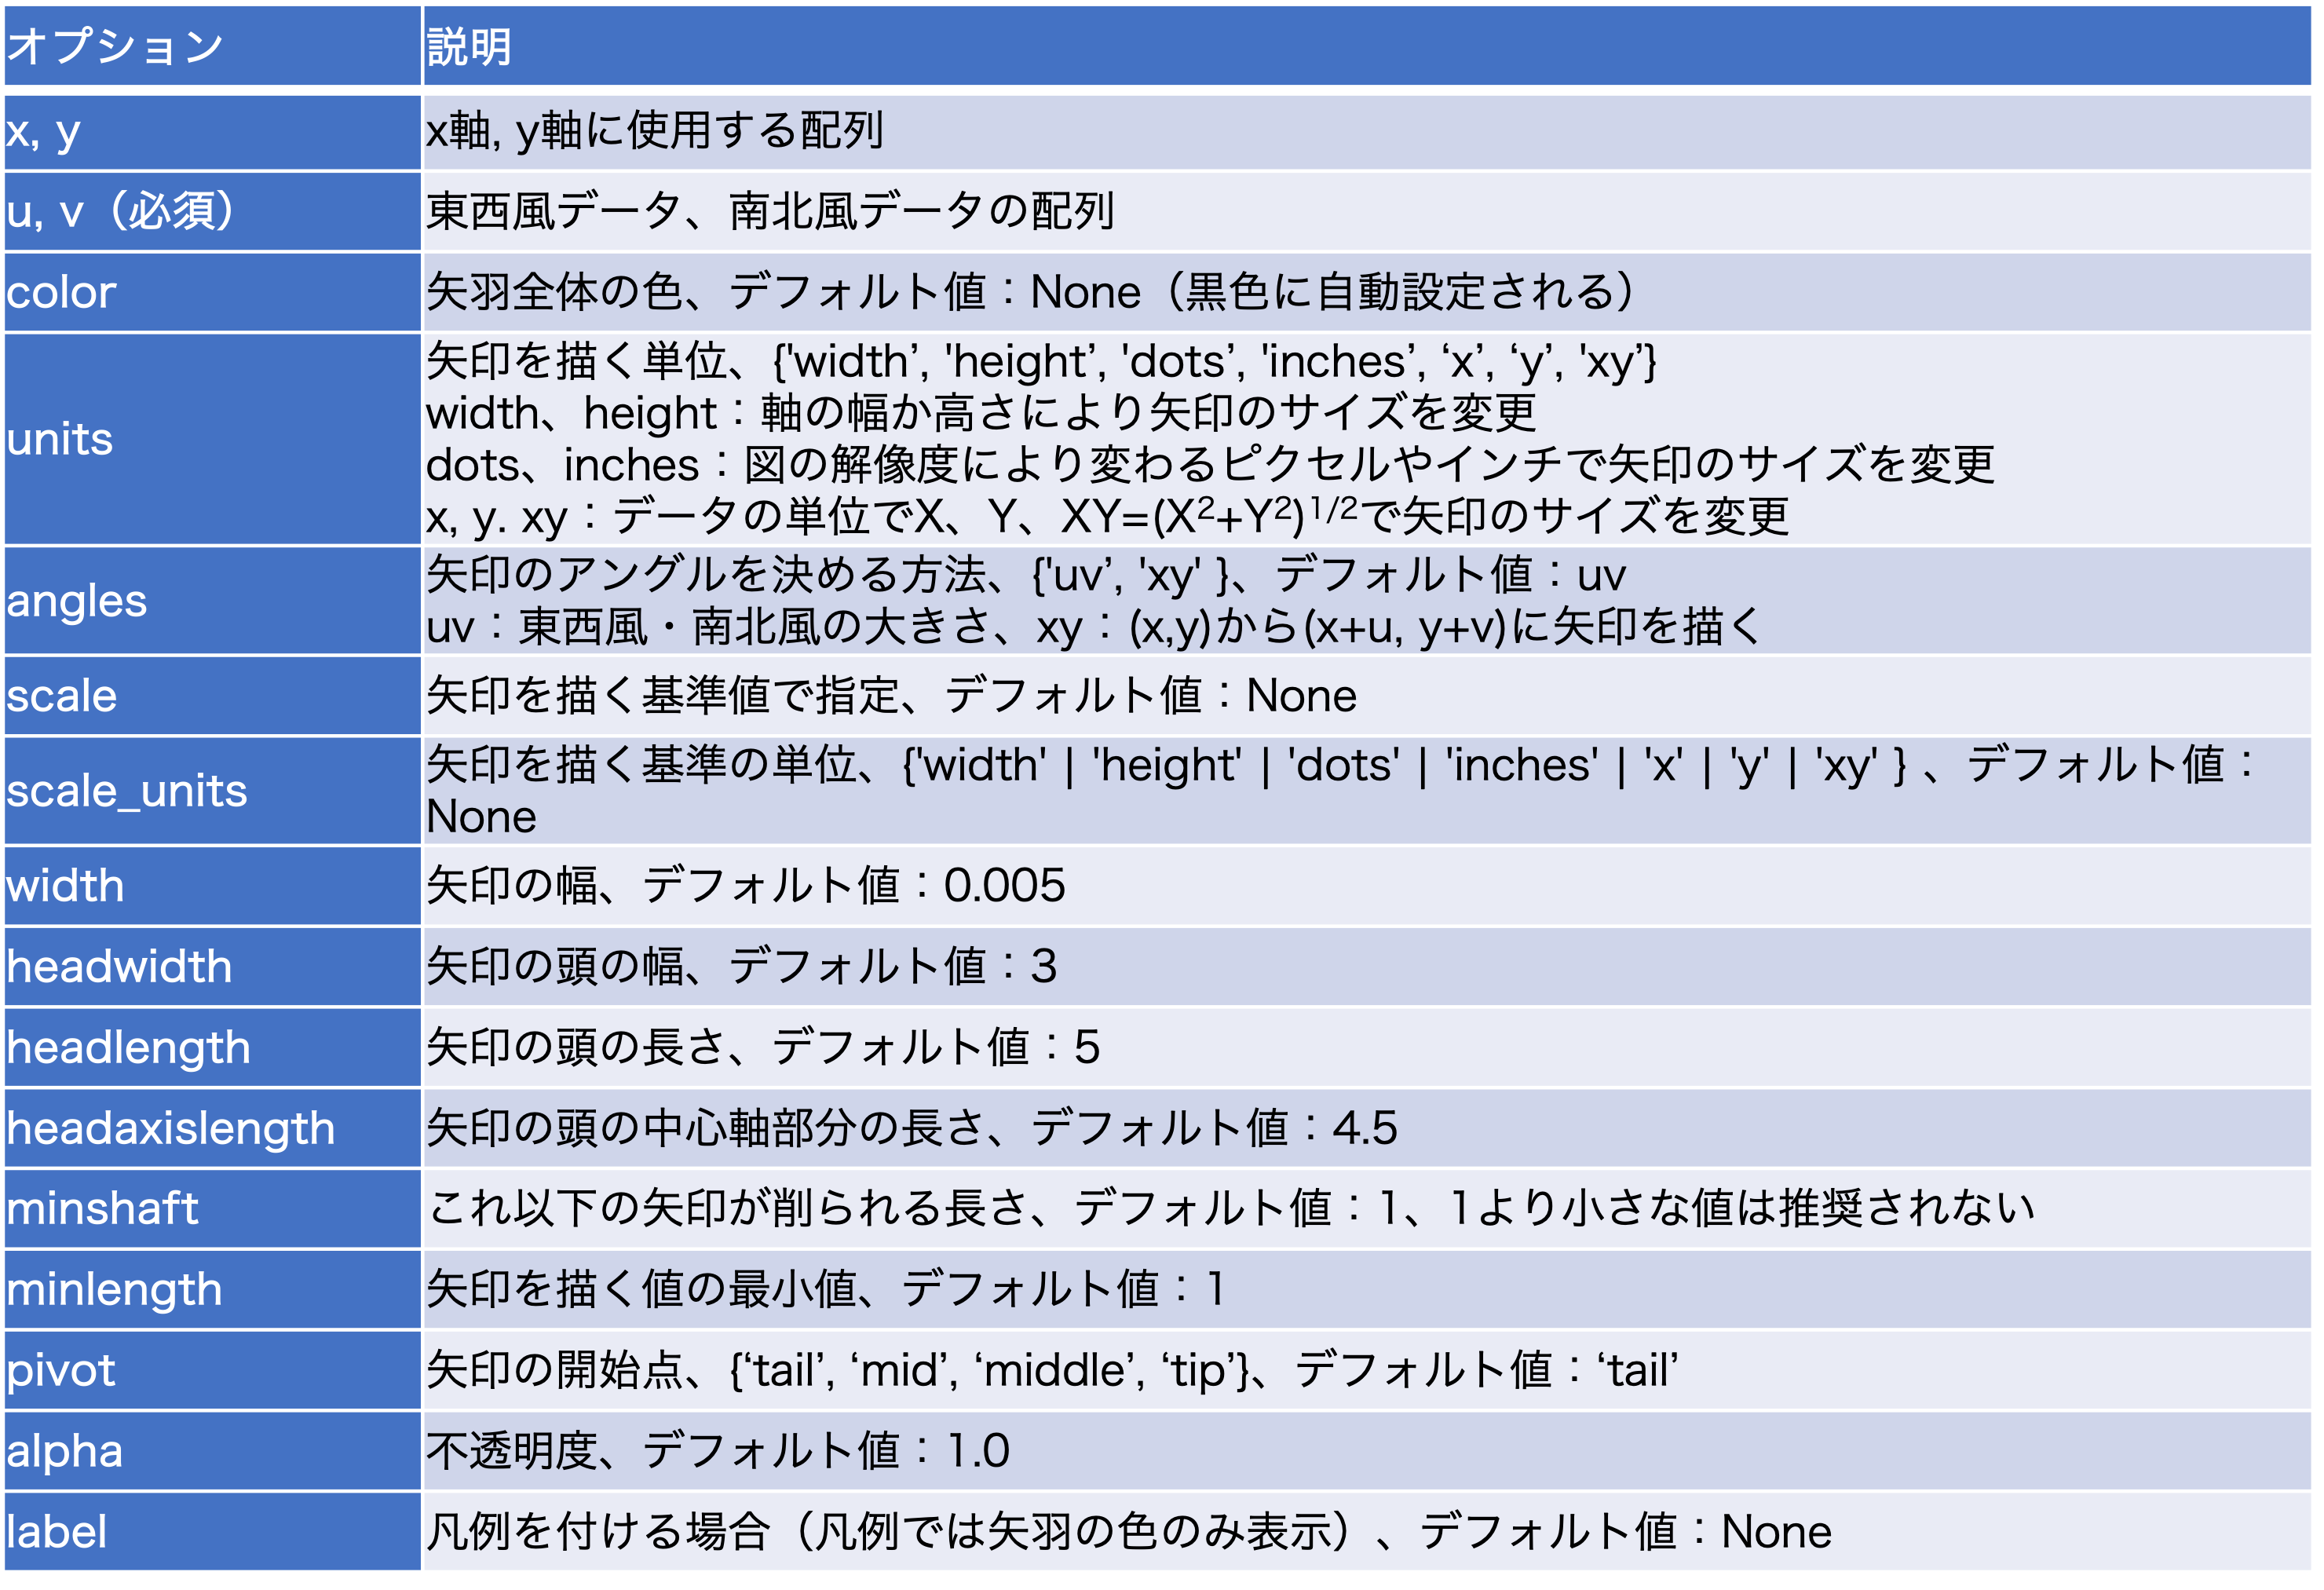 オプション 説明
x, y x軸, y軸に使用する配列
u, v（必須） 東西風データ、南北風データの配列
color 矢羽全体の色、デフォルト値：None（黒色に自動設定される）
units 矢印を描く単位、{'width’, 'height’, 'dots’, 'inches’, ‘x’, ‘y’, 'xy’}
width、height：軸の幅か高さにより矢印のサイズを変更
dots、inches：図の解像度により変わるピクセルやインチで矢印のサイズを変更
x, y. xy：データの単位でX、Y、XY=(X²+Y²)¹/²で矢印のサイズを変更
angles 矢印のアングルを決める方法、{'uv’, 'xy' }、デフォルト値：uv
uv：東西風・南北風の大きさ、xy：(x,y)から(x+u, y+v)に矢印を描く
scale 矢印を描く基準値で指定、デフォルト値：None
scale_units 矢印を描く基準の単位、{'width' | 'height' | 'dots' | 'inches' | 'x' | 'y' | 'xy' } 、デフォルト値：
None
width 矢印の幅、デフォルト値：0.005
headwidth 矢印の頭の幅、デフォルト値：3
headlength 矢印の頭の長さ、デフォルト値：5
headaxislength 矢印の頭の中心軸部分の長さ、デフォルト値：4.5
minshaft これ以下の矢印が削られる長さ、デフォルト値：1、1より小さな値は推奨されない
minlength 矢印を描く値の最小値、デフォルト値：1
pivot 矢印の開始点、{‘tail’, ‘mid’, ‘middle’, ‘tip’}、デフォルト値：‘tail’
alpha 不透明度、デフォルト値：1.0
label 凡例を付ける場合（凡例では矢羽の色のみ表示）、デフォルト値：None